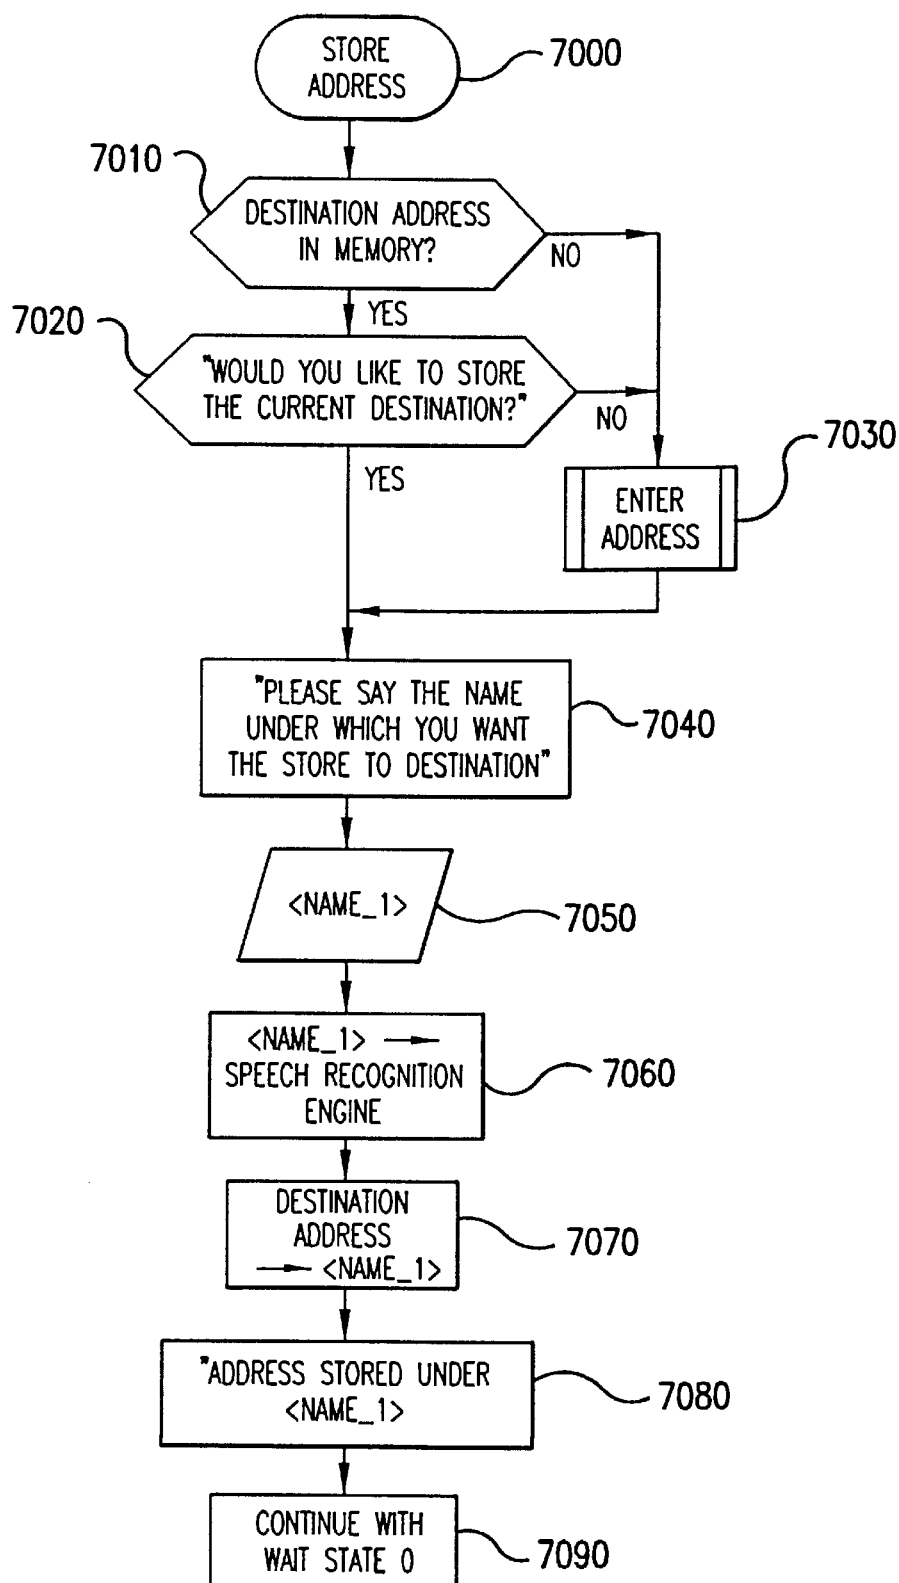 STORE
ADDRESS
7000
7010
DESTINATION ADDRESS
IN MEMORY?
NO
YES
7020
"WOULD YOU LIKE TO STORE
THE CURRENT DESTINATION?"
NO
YES
7030
ENTER
ADDRESS
"PLEASE SAY THE NAME
UNDER WHICH YOU WANT
THE STORE TO DESTINATION"
7040
<NAME_1>
7050
<NAME_1> →
SPEECH RECOGNITION
ENGINE
7060
DESTINATION
ADDRESS
→ <NAME_1>
7070
"ADDRESS STORED UNDER
<NAME_1>
7080
CONTINUE WITH
WAIT STATE 0
7090